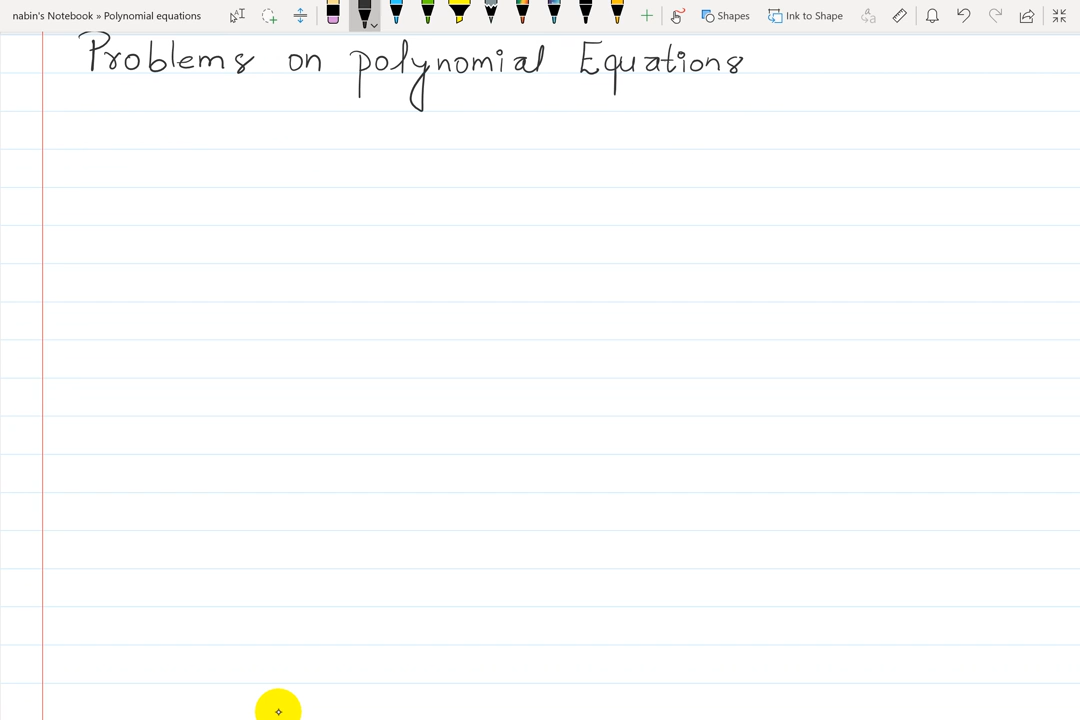 nabin's Notebook » Polynomial equations
Shapes
Ink to Shape
Problems on polynomial Equations